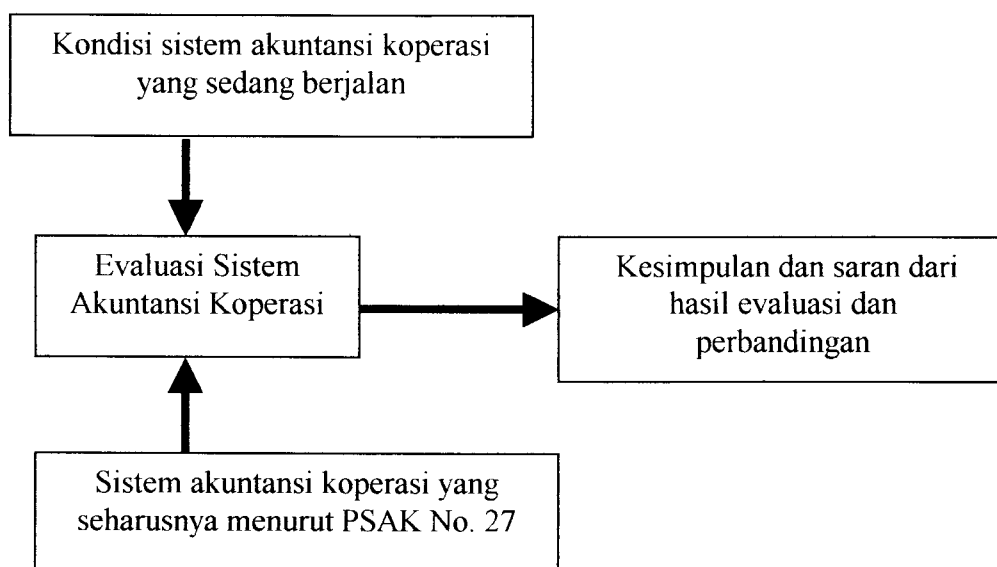 Kondisi sistem akuntansi koperasi
yang sedang berjalan
Evaluasi Sistem
Akuntansi Koperasi
Kesimpulan dan saran dari
hasil evaluasi dan
perbandingan
Sistem akuntansi koperasi yang
seharusnya menurut PSAK No. 27